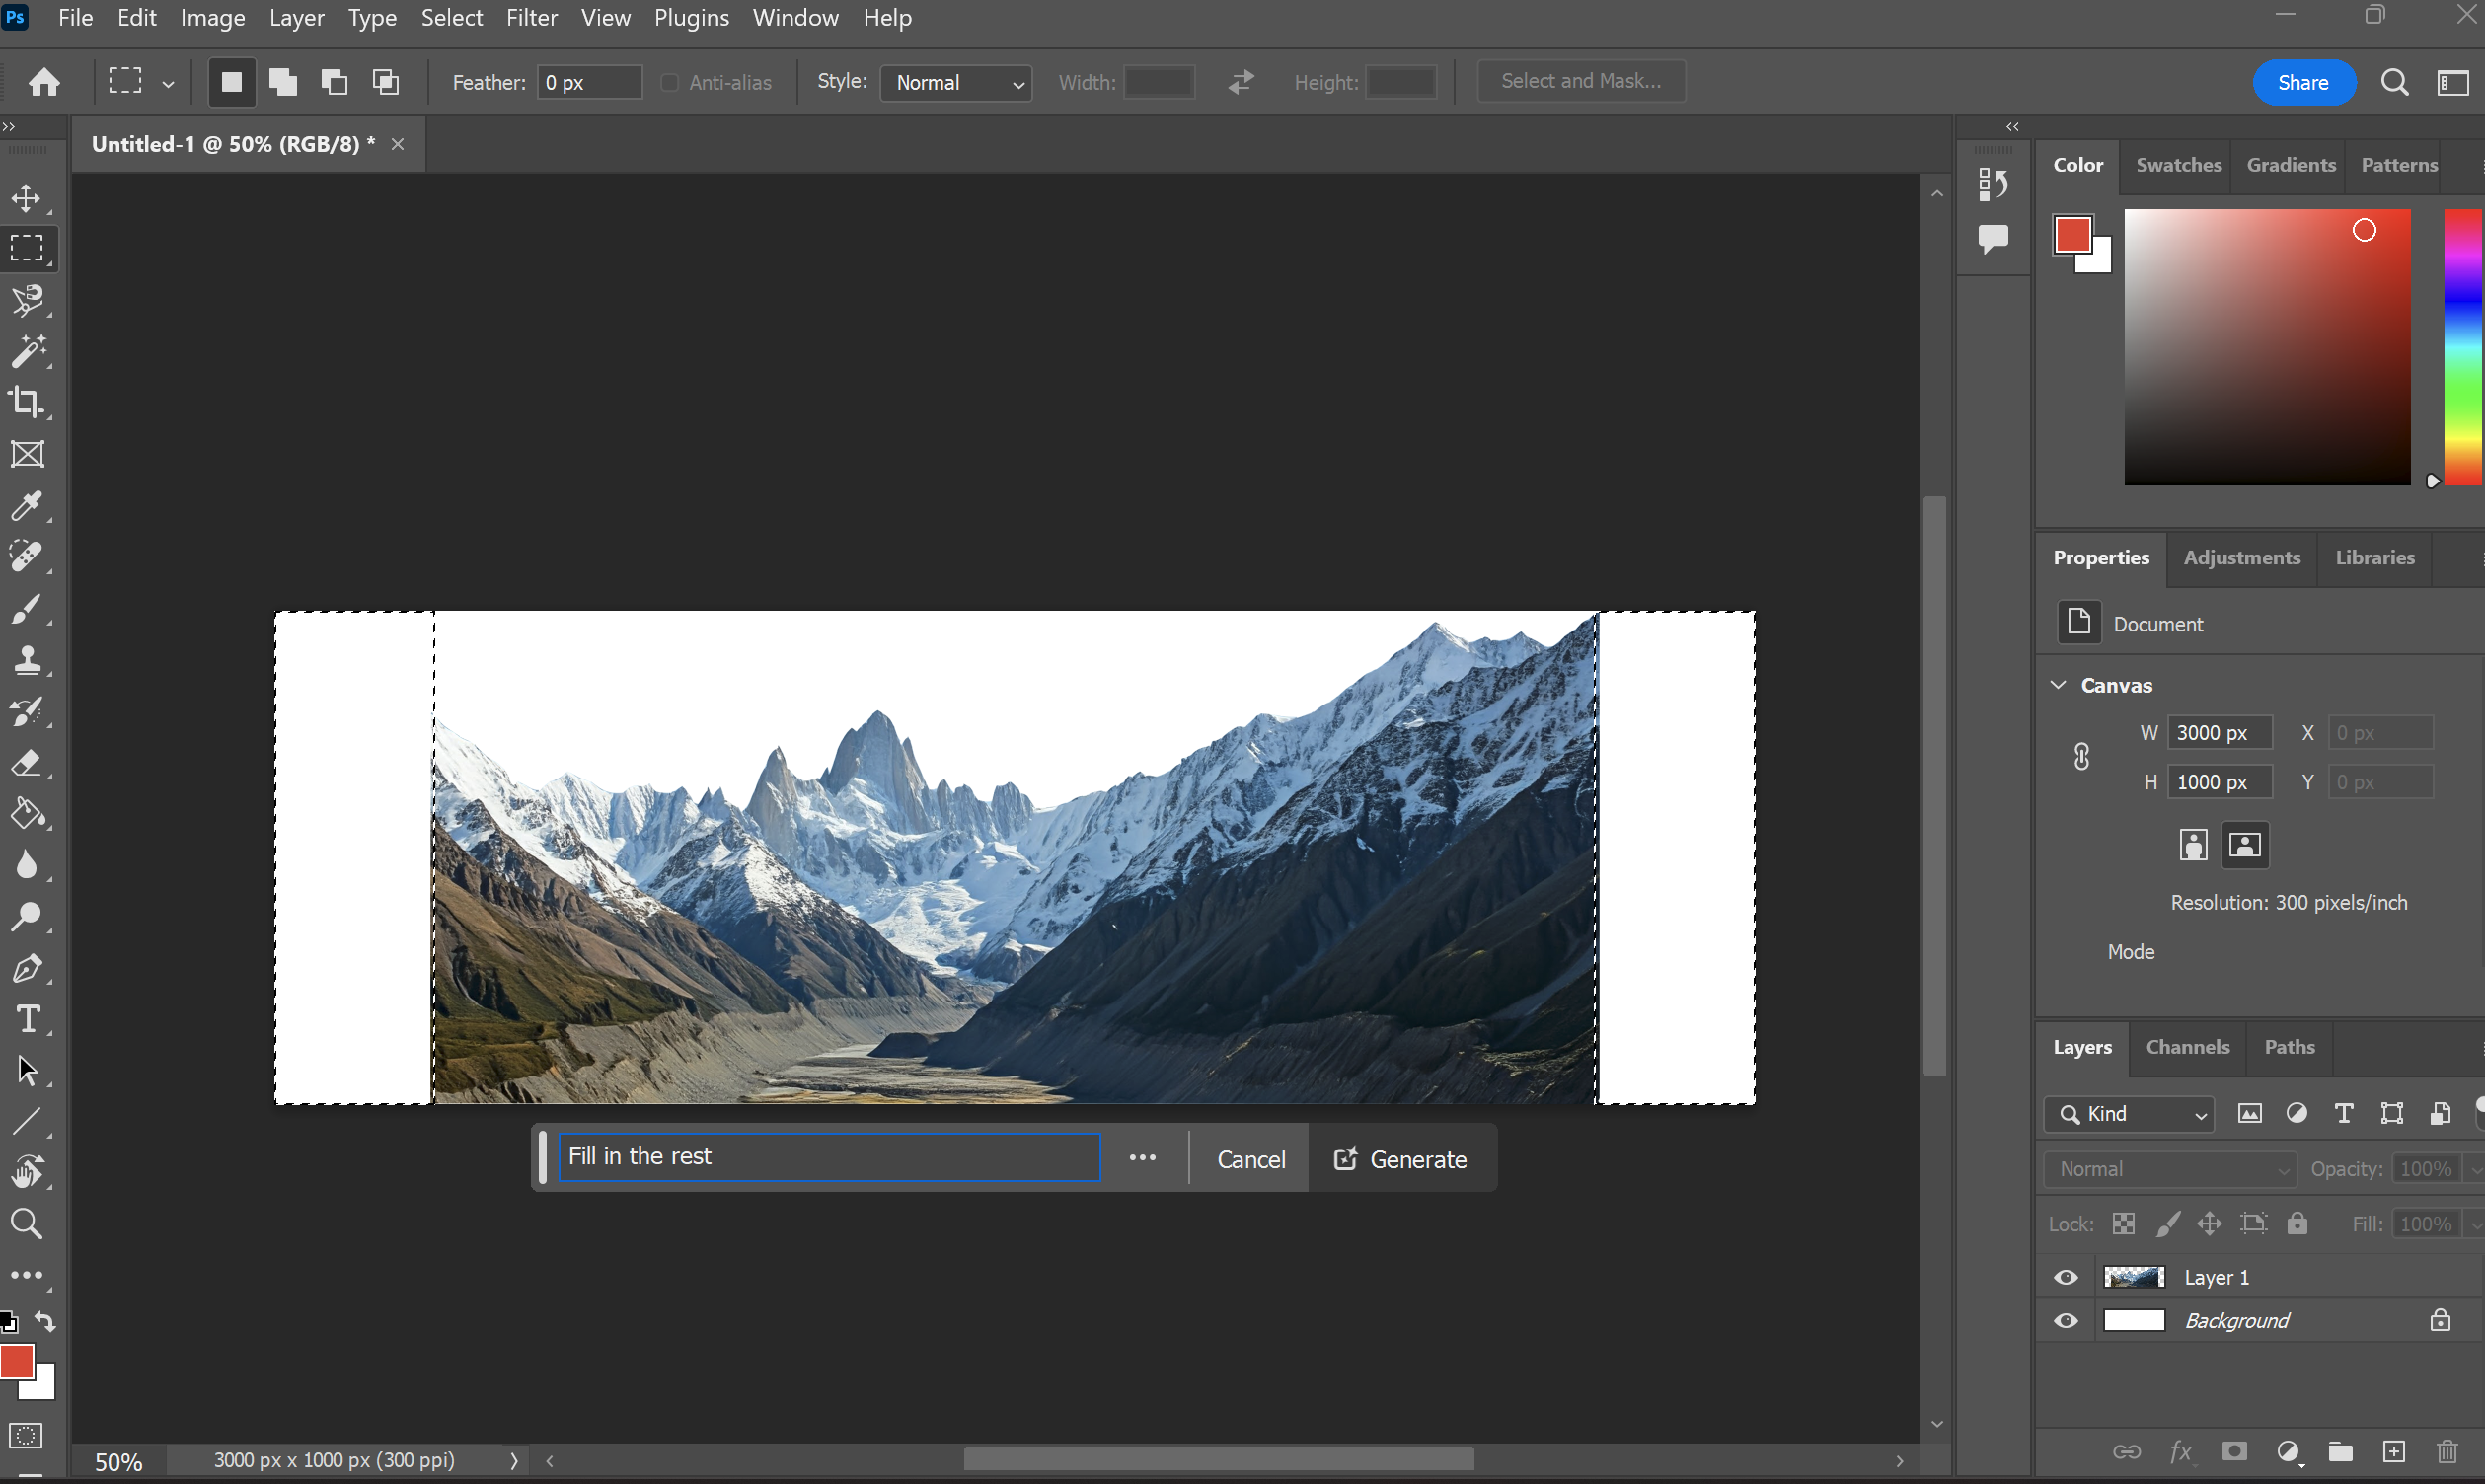 Ps File Edit Image Layer Type Select Filter View Plugins Window Help
Feather: 0 px Anti-alias Style: Normal Width: Height: Select and Mask... Share
Untitled-1 @ 50% (RGB/8) *
Color Swatches Gradients Patterns
Properties Adjustments Libraries
Document
Canvas
W 3000 px X 0 px
H 1000 px Y 0 px
Resolution: 300 pixels/inch
Mode
Layers Channels Paths
Kind
Normal Opacity: 100%
Lock: Fill: 100%
Layer 1
Background
Fill in the rest ... Cancel Generate
50% 3000 px x 1000 px (300 ppi)
fx